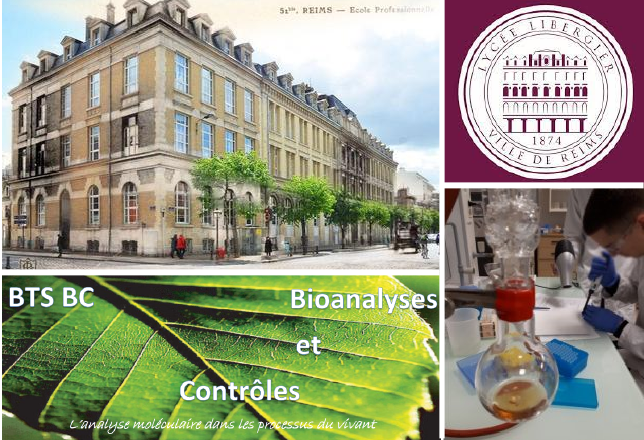 51bis. REIMS — Ecole Professionnelle
LYCÉE LIBERGIER
1874
VILLE DE REIMS
BTS BC
Bioanalyses
et
Contrôles
L'analyse moléculaire dans les processus du vivant